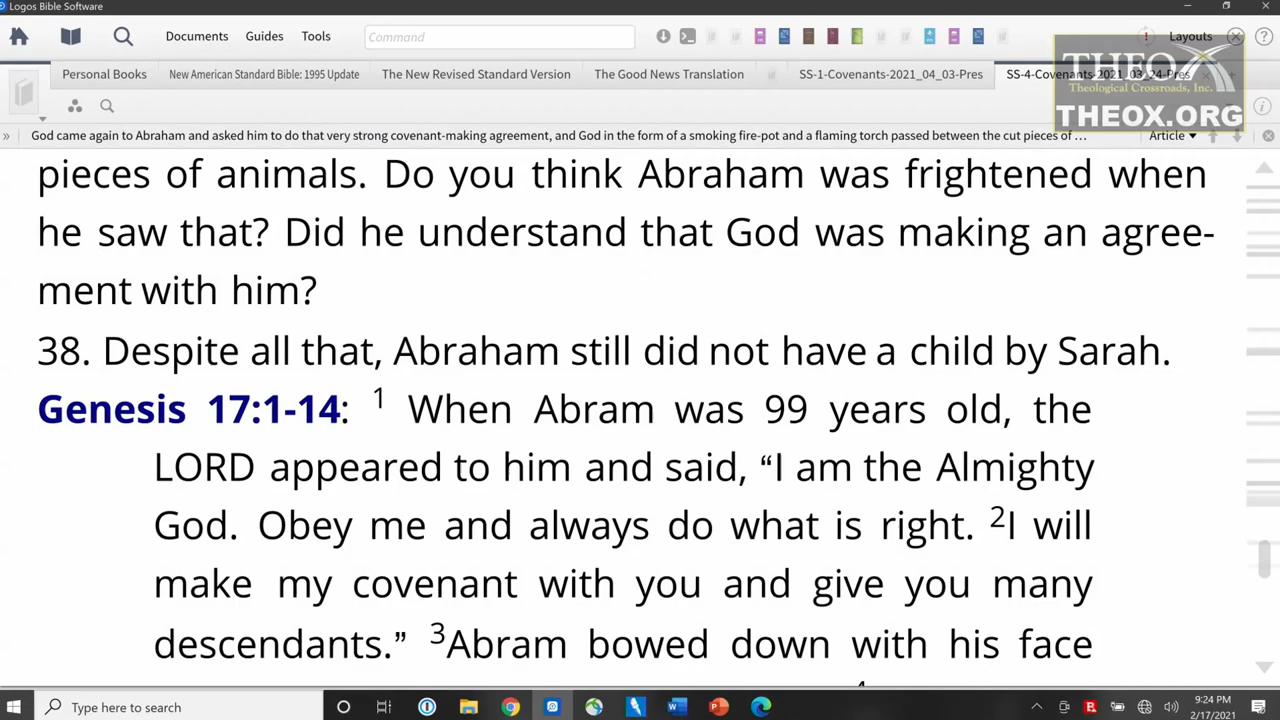 Logos Bible Software
Documents Guides Tools Command Layouts
Personal Books New American Standard Bible: 1995 Update The New Revised Standard Version The Good News Translation SS-1-Covenants-2021_04_03-Pres SS-4-Covenants-2021_03_24-Pres
THEOX
Theological Crossroads, Inc.
THEOX.ORG
» God came again to Abraham and asked him to do that very strong covenant-making agreement, and God in the form of a smoking fire-pot and a flaming torch passed between the cut pieces of ... Article
pieces of animals. Do you think Abraham was frightened when
he saw that? Did he understand that God was making an agree-
ment with him?
38. Despite all that, Abraham still did not have a child by Sarah.
Genesis 17:1-14: 1 When Abram was 99 years old, the
LORD appeared to him and said, “I am the Almighty
God. Obey me and always do what is right. 2I will
make my covenant with you and give you many
descendants.” 3Abram bowed down with his face
Type here to search
9:24 PM
2/17/2021